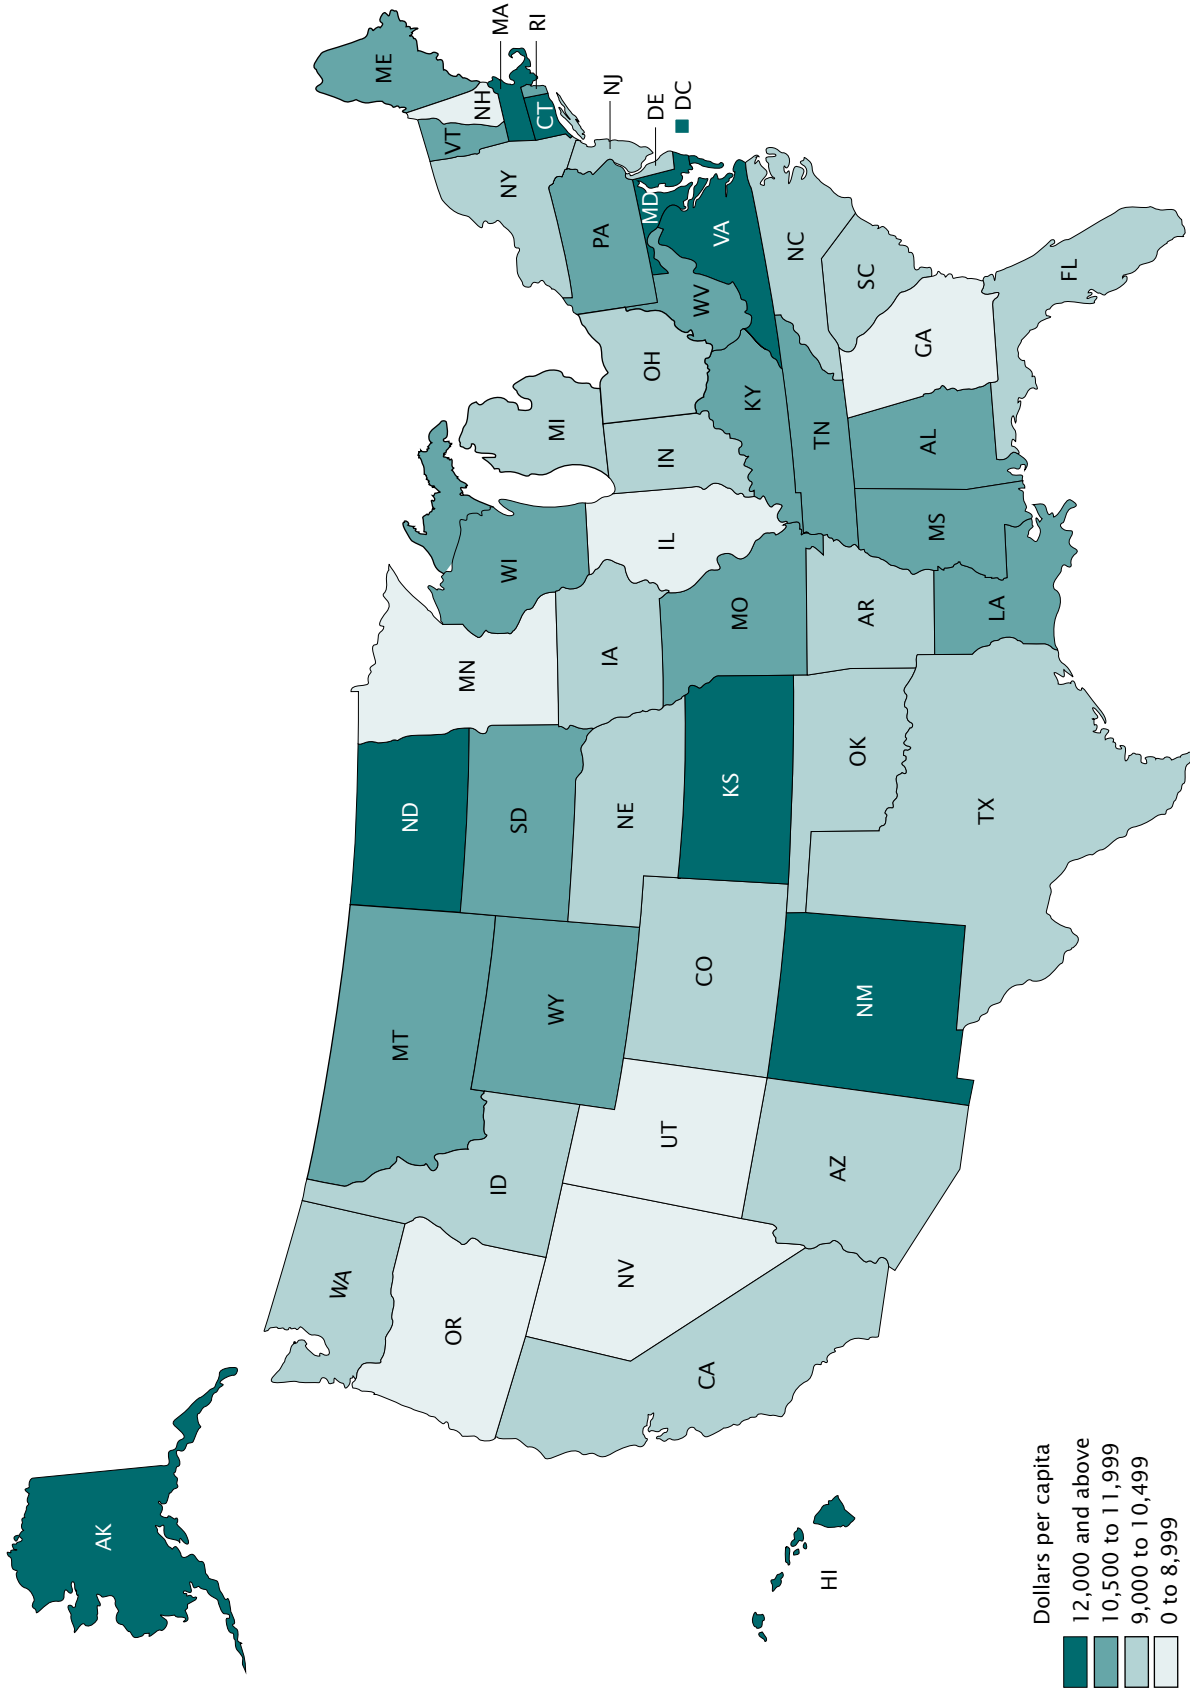 AK
WA
OR
CA
NV
ID
MT
WY
UT
AZ
CO
NM
ND
SD
NE
KS
OK
TX
MN
IA
MO
AR
LA
WI
IL
MS
MI
IN
KY
TN
AL
OH
WV
GA
FL
SC
NC
VA
MD
PA
NY
VT
NH
ME
MA
RI
CT
NJ
DE
DC
HI
Dollars per capita
12,000 and above
10,500 to 11,999
9,000 to 10,499
0 to 8,999